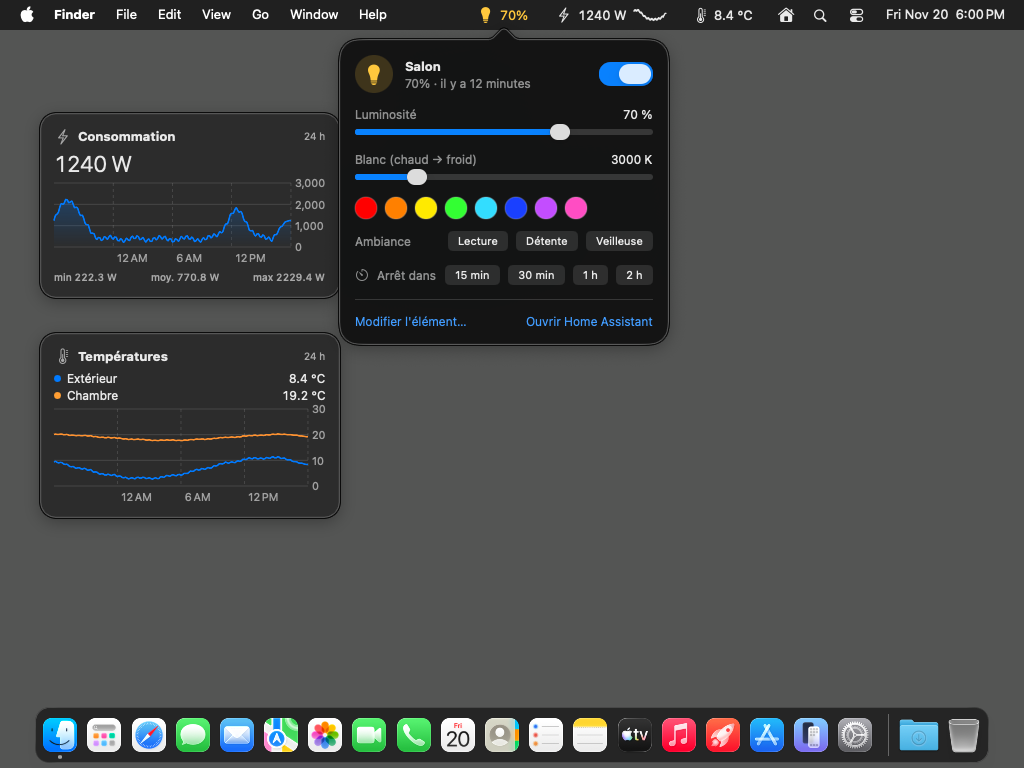 Finder File Edit View Go Window Help 70% 1240 W 8.4 °C Fri Nov 20 6:00 PM
Salon
70% · il y a 12 minutes
Luminosité 70 %
Blanc (chaud → froid) 3000 K
Ambiance Lecture Détente Veilleuse
Arrêt dans 15 min 30 min 1 h 2 h
Modifier l'élément... Ouvrir Home Assistant
Consommation 24 h
1240 W
3,000
2,000
1,000
0
12 AM 6 AM 12 PM
min 222.3 W moy. 770.8 W max 2229.4 W
Températures 24 h
Extérieur 8.4 °C
Chambre 19.2 °C
30
20
10
0
12 AM 6 AM 12 PM
Fri
20
tv